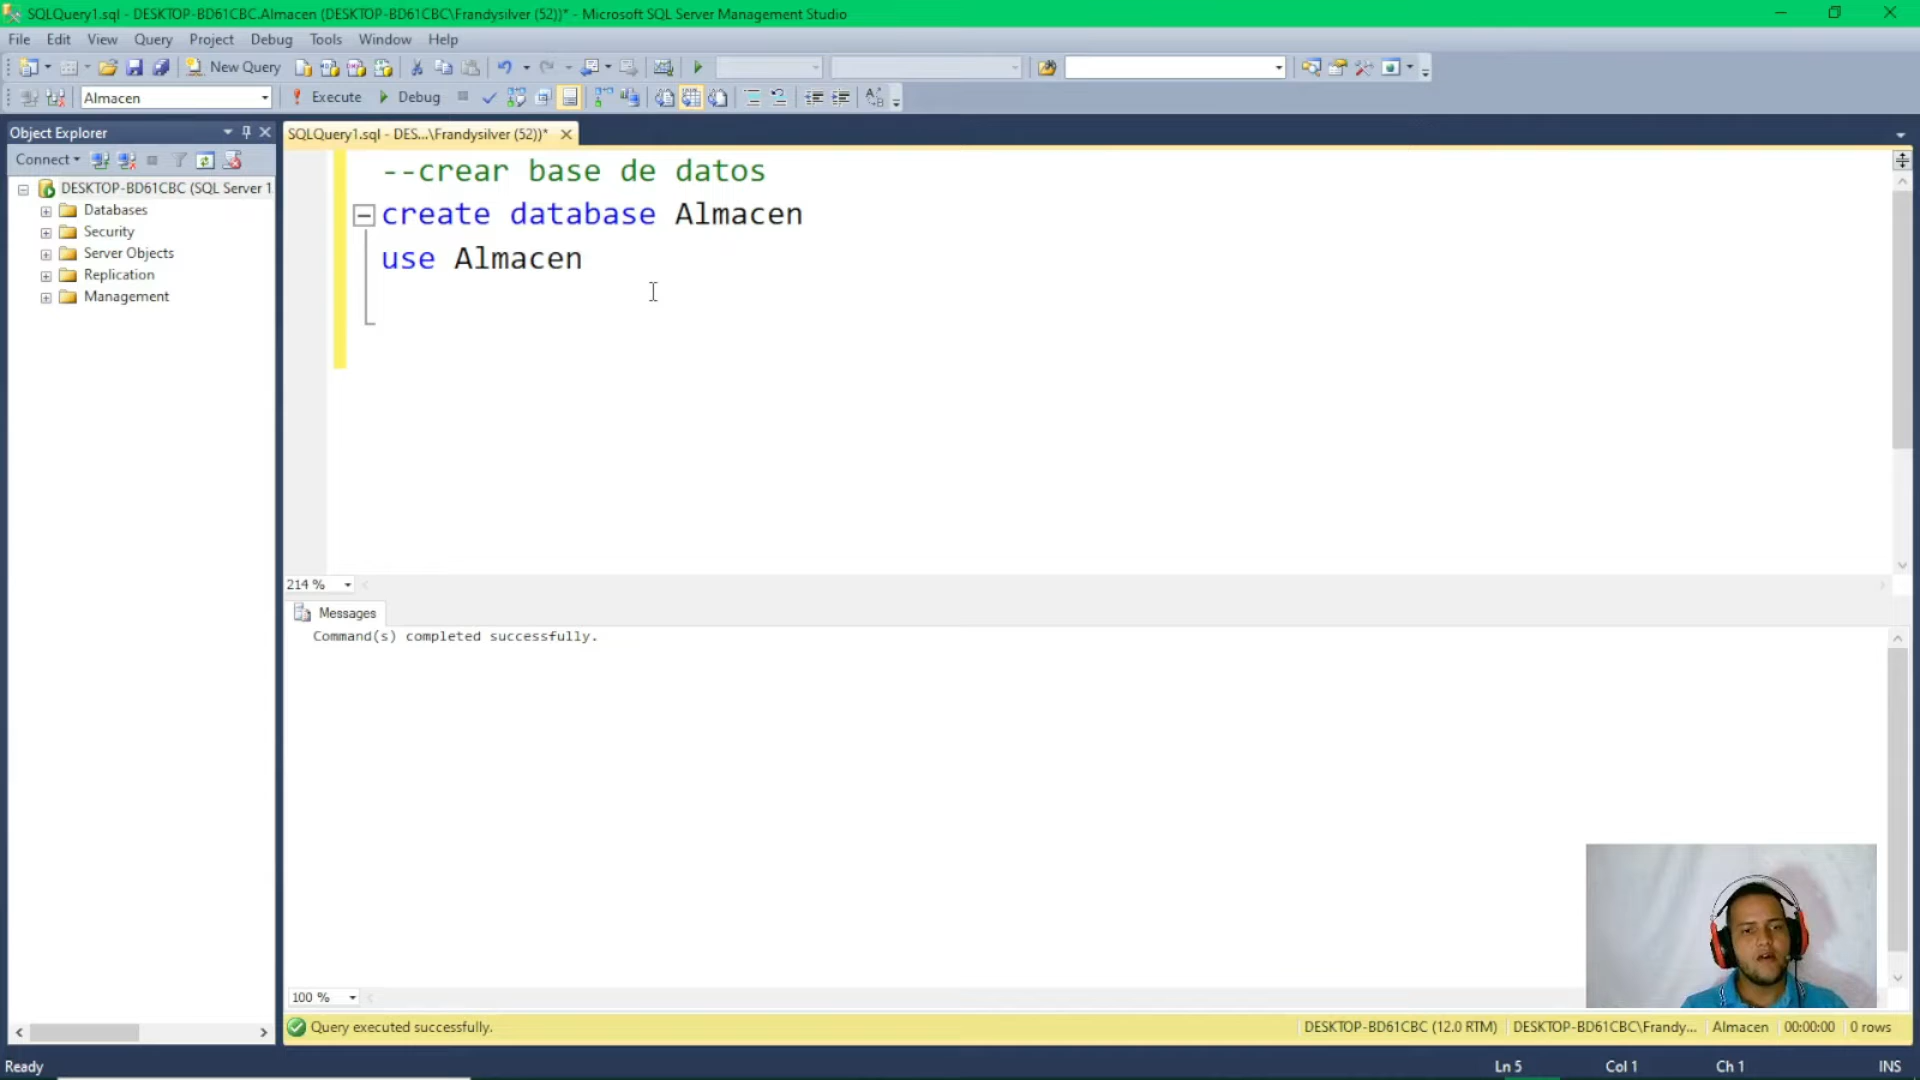 SQLQuery1.sql - DESKTOP-BD61CBC.Almacen (DESKTOP-BD61CBC\Frandysilver (52))* - Microsoft SQL Server Management Studio
File Edit View Query Project Debug Tools Window Help
New Query
Almacen Execute Debug
Object Explorer
SQLQuery1.sql - DES...\Frandysilver (52))*
Connect
DESKTOP-BD61CBC (SQL Server 1
Databases
Security
Server Objects
Replication
Management
--crear base de datos
create database Almacen
use Almacen
214 %
Messages
Command(s) completed successfully.
100 %
Query executed successfully. DESKTOP-BD61CBC (12.0 RTM) DESKTOP-BD61CBC\Frandy... Almacen 00:00:00 0 rows
Ready Ln 5 Col 1 Ch 1 INS